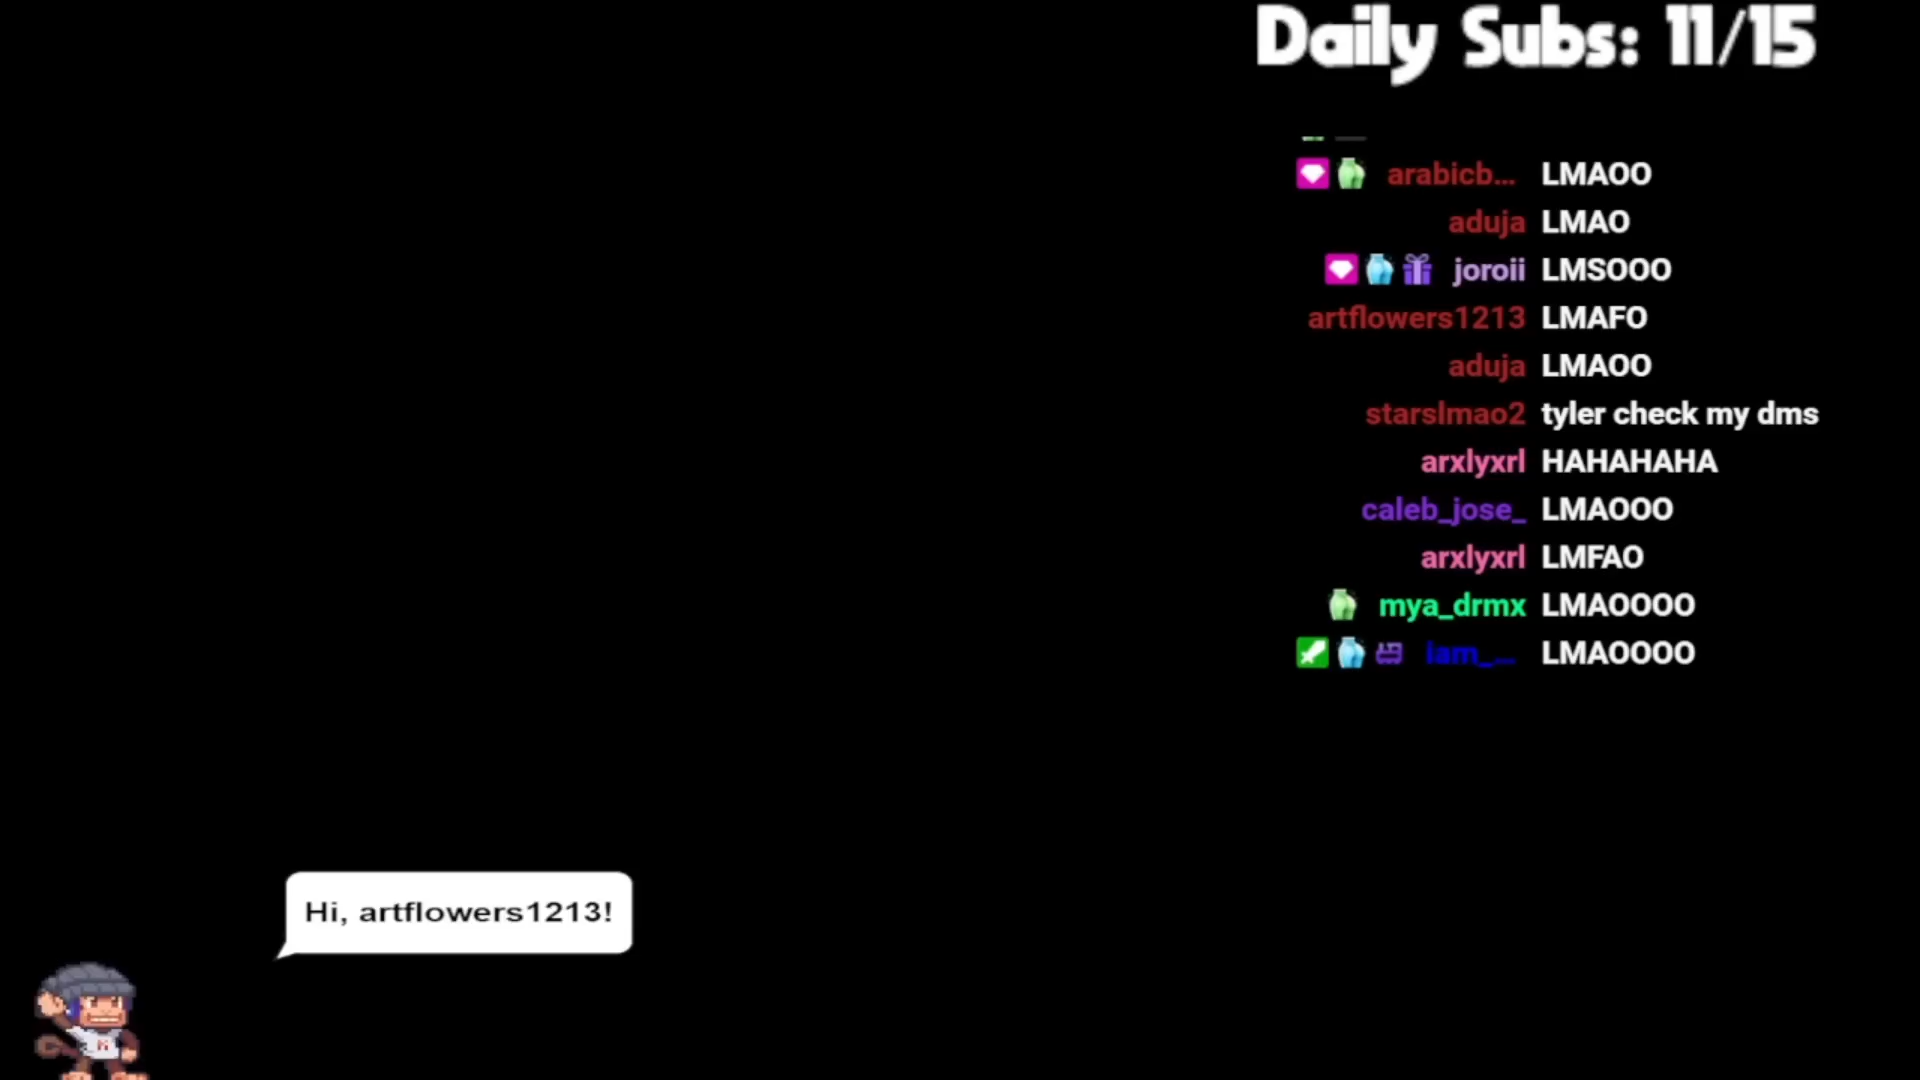 Daily Subs: 11/15
arabicb... LMAOO
aduja LMAO
joroii LMSOOO
artflowers1213 LMAFO
aduja LMAOO
starslmao2 tyler check my dms
arxlyxrl HAHAHAHA
caleb_jose_ LMAOOO
arxlyxrl LMFAO
mya_drmx LMAOOOO
iam_... LMAOOOO
Hi, artflowers1213!